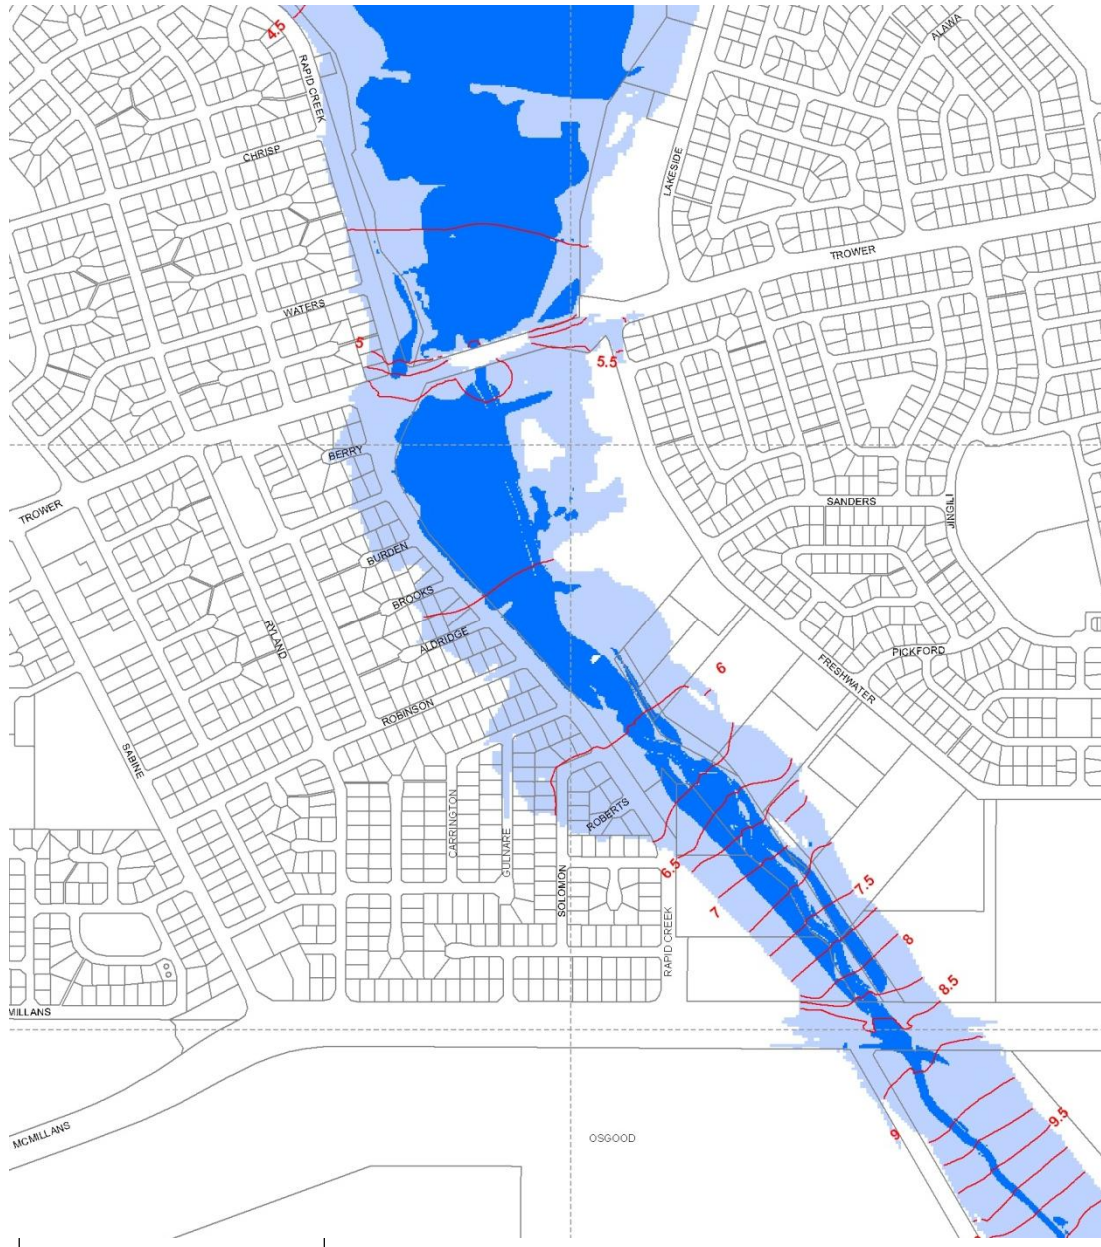 4.5
RAPID CREEK
ALAWA
CHRISP
LAKESIDE
TROWER
WATERS
5
5.5
BERRY
TROWER
SANDERS
JINGILI
BURDEN
BROOKS
ALDRIDGE
RYLAND
PICKFORD
FRESHWATER
6
ROBINSON
SABINE
CARRINGTON
GULNARE
ROBERTS
SOLOMON
6.5
7
7.5
RAPID CREEK
8
8.5
MILLANS
9
9.5
MCMILLANS
OSGOOD